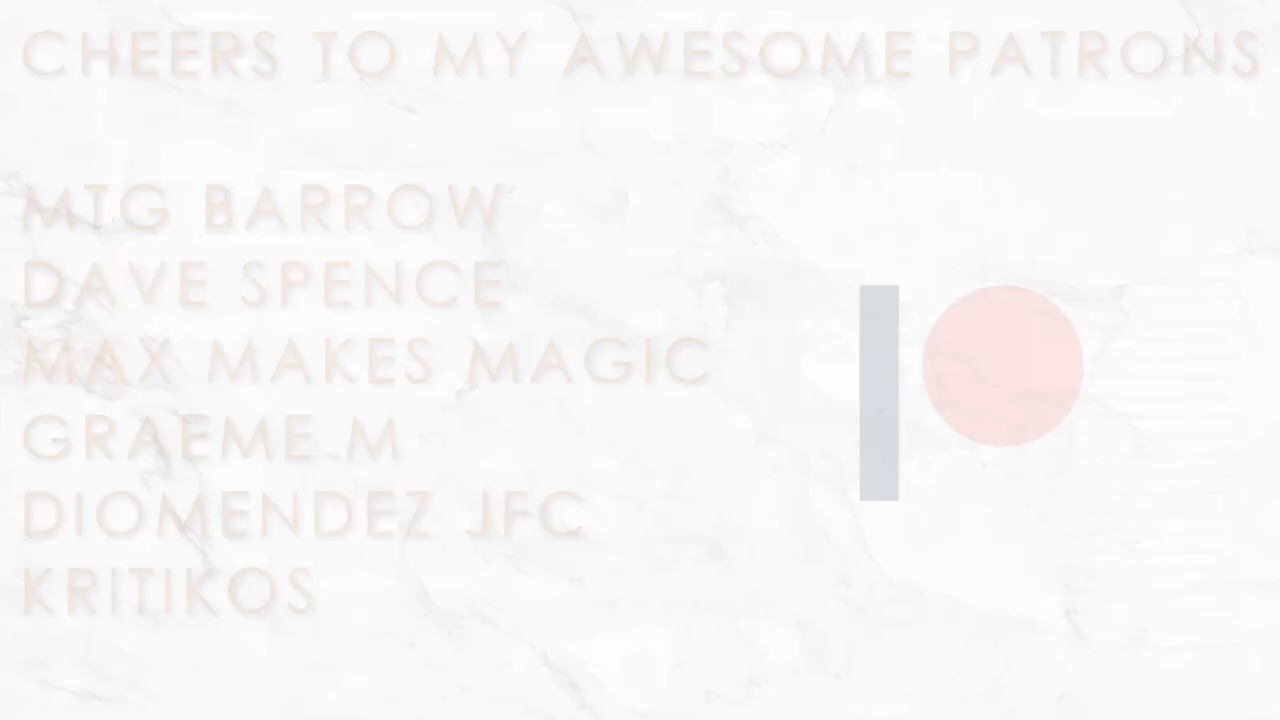 CHEERS TO MY AWESOME PATRONS
MTG BARROW
DAVE SPENCE
MAX MAKES MAGIC
GRAEME M
DIOMENDEZ JFC
KRITIKOS